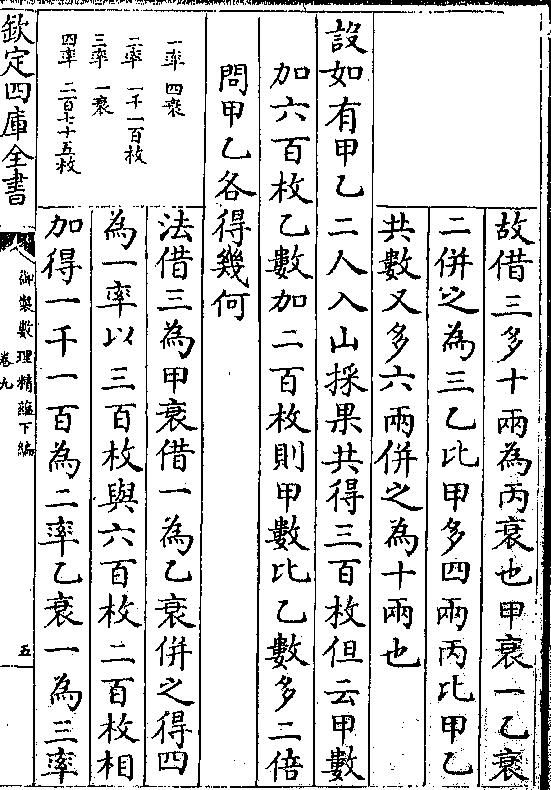 故借三多十兩為丙衰也甲衰一乙衰
二併之為三乙比甲多四兩丙比甲乙
共數又多六兩併之為十兩也
設如有甲乙二人入山採果共得三百枚但云甲數
加六百枚乙數加二百枚則甲數比乙數多二倍
問甲乙各得幾何
法借三為甲衰借一為乙衰併之得四
為一率以三百枚與六百枚二百枚相
加得一千一百為二率乙衰一為三率
一率 四衰
二率 一千一百枚
三率 一衰
四率 二百七十五枚
欽定四庫全書
御製數理精藴下編
卷九
五